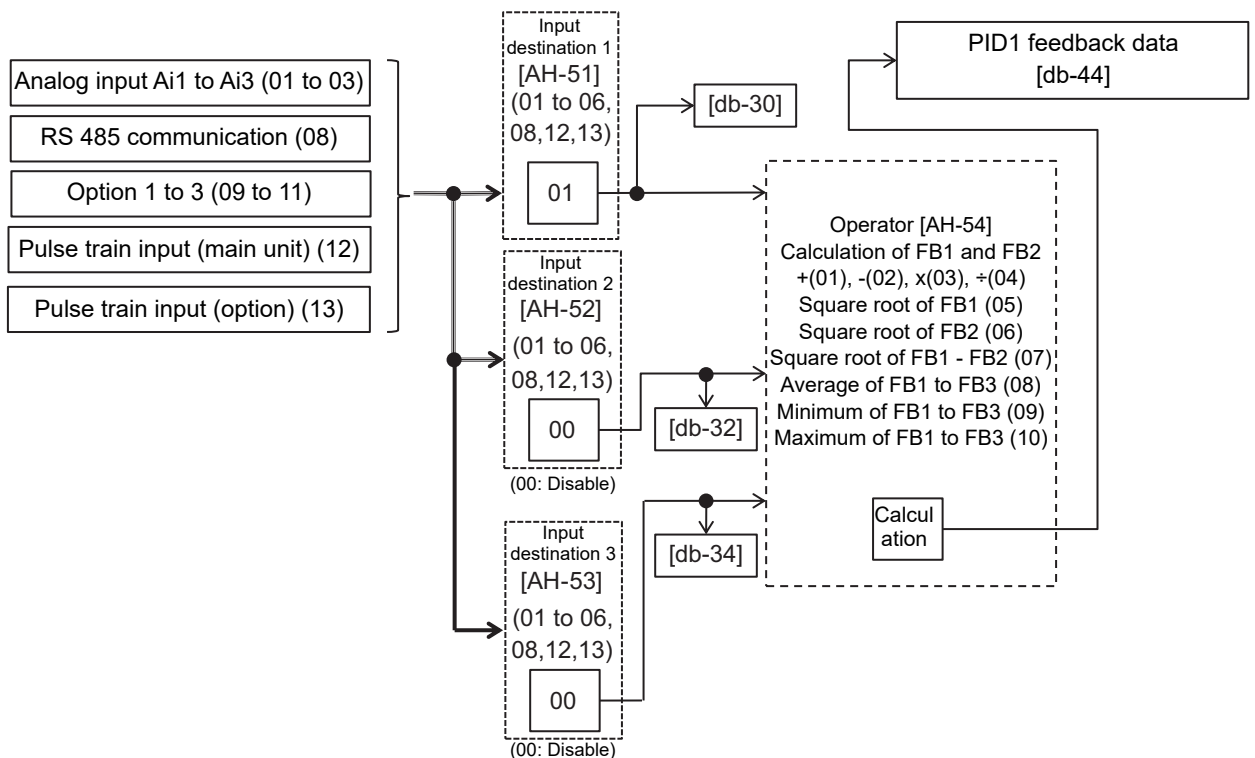 Analog input Ai1 to Ai3 (01 to 03)
RS 485 communication (08)
Option 1 to 3 (09 to 11)
Pulse train input (main unit) (12)
Pulse train input (option) (13)
Input
destination 1
[AH-51]
(01 to 06,
08,12,13)
01
[db-30]
Input
destination 2
[AH-52]
(01 to 06,
08,12,13)
00
(00: Disable)
[db-32]
Input
destination 3
[AH-53]
(01 to 06,
08,12,13)
00
(00: Disable)
[db-34]
Operator [AH-54]
Calculation of FB1 and FB2
+(01), -(02), x(03), ÷(04)
Square root of FB1 (05)
Square root of FB2 (06)
Square root of FB1 - FB2 (07)
Average of FB1 to FB3 (08)
Minimum of FB1 to FB3 (09)
Maximum of FB1 to FB3 (10)
Calcul
ation
PID1 feedback data
[db-44]